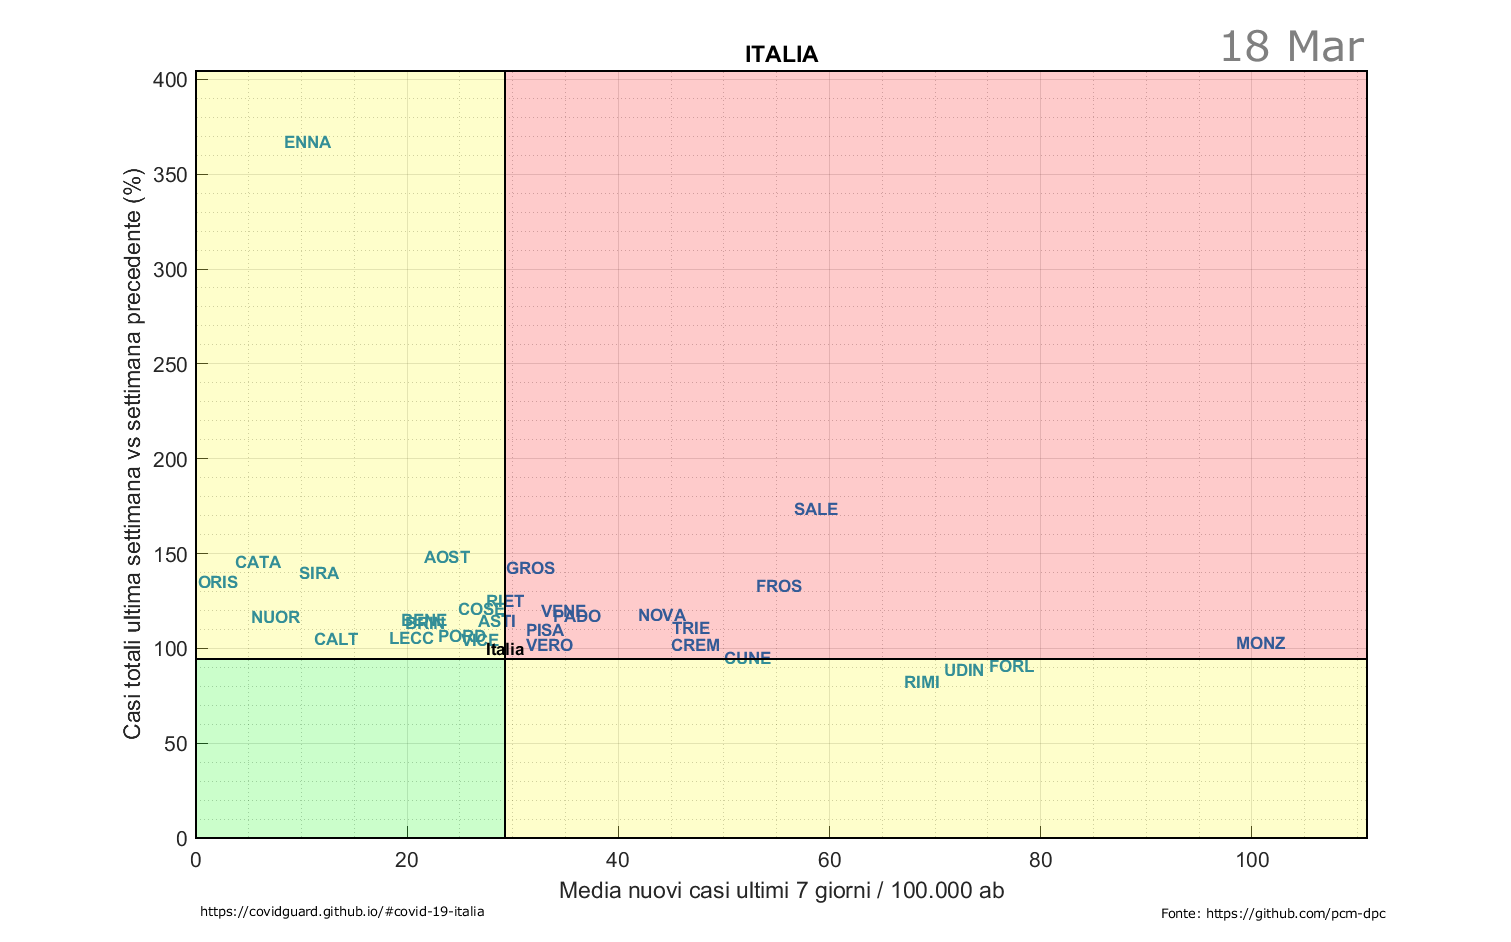 18 Mar
ITALIA
Casi totali ultima settimana vs settimana precedente (%)
400
350
300
250
200
150
100
50
0
ENNA
SALE
AOST
CATA
GROS
SIRA
ORIS
FROS
RIET
COSE
VENE
NUOR
PADO
NOVA
BENE
BRIN
ASTI
TRIE
PISA
CALT
LECC
PORD
VICE
VERO
CREM
MONZ
Italia
CUNE
FORL
UDIN
RIMI
0 20 40 60 80 100
Media nuovi casi ultimi 7 giorni / 100.000 ab
https://covidguard.github.io/#covid-19-italia
Fonte: https://github.com/pcm-dpc